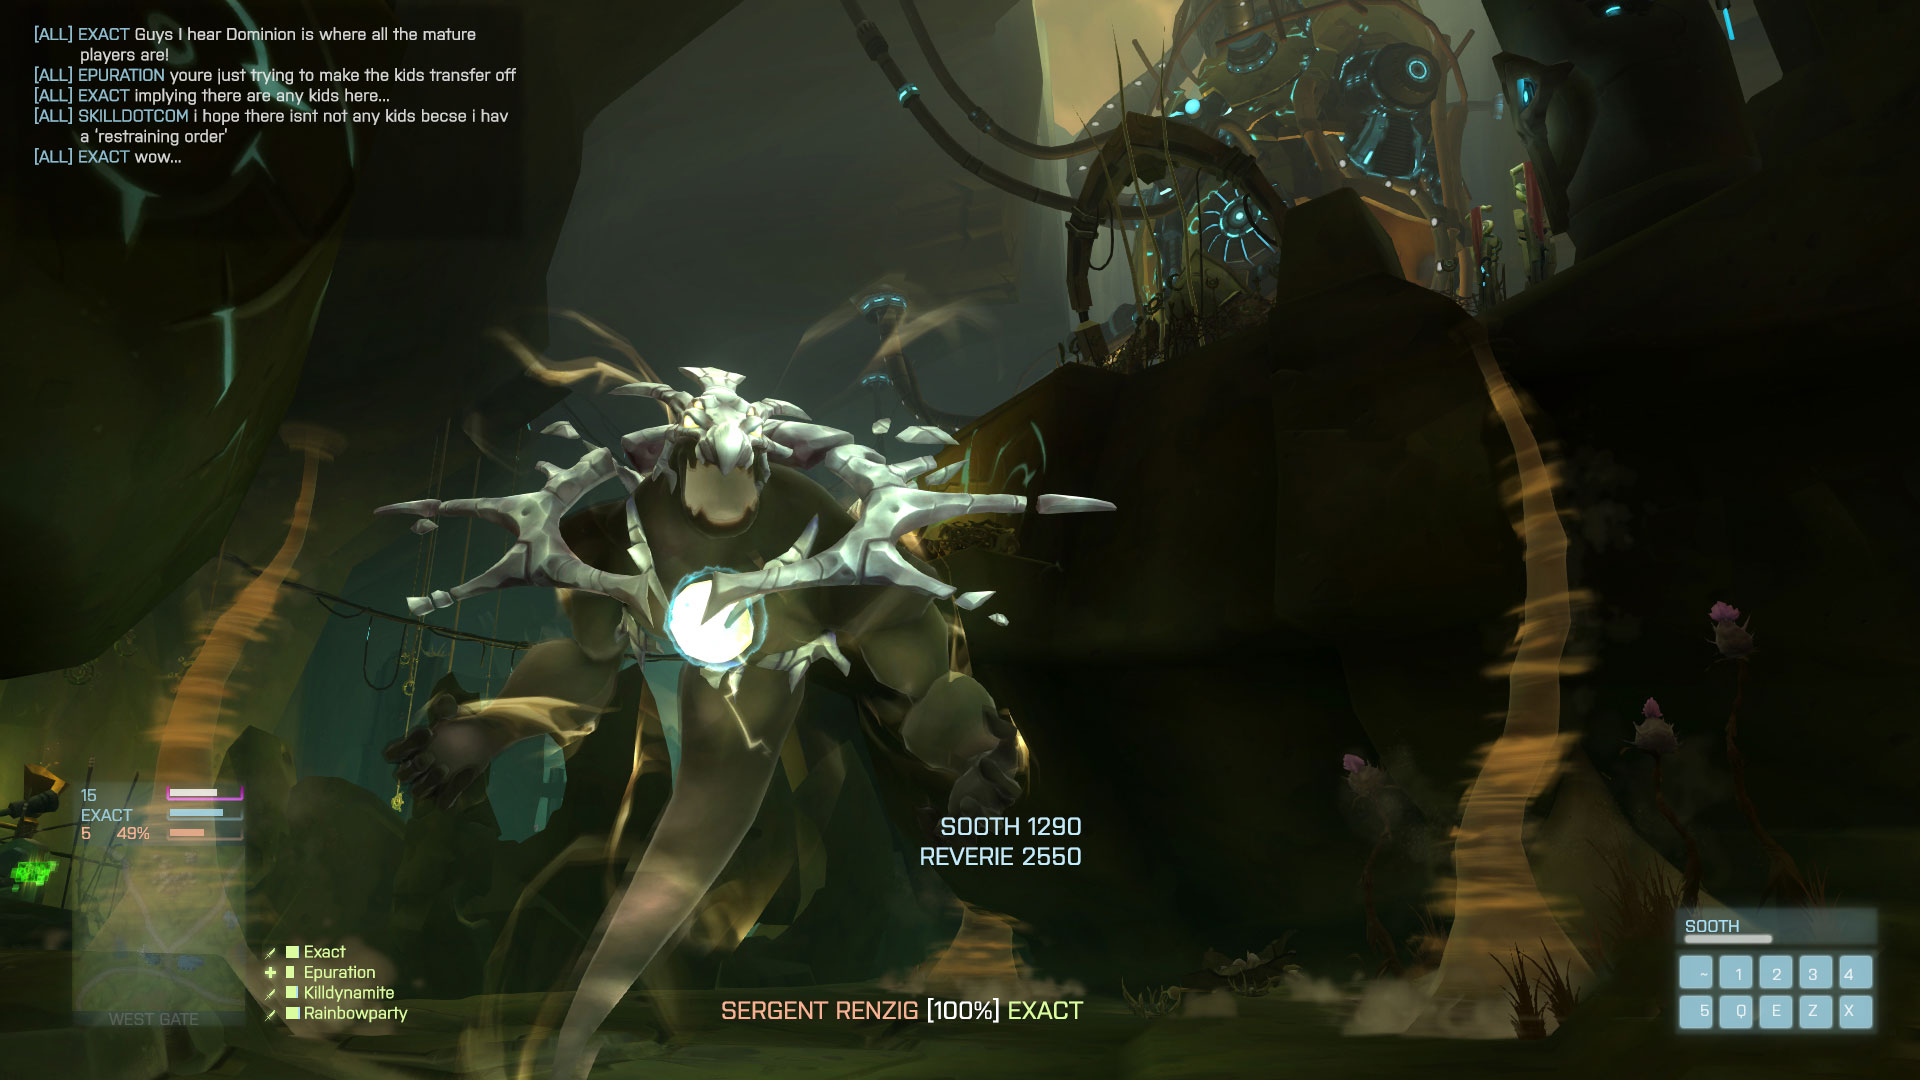 [ALL] EXACT Guys I hear Dominion is where all the mature
players are!
[ALL] EPURATION youre just trying to make the kids transfer off
[ALL] EXACT implying there are any kids here...
[ALL] SKILLDOTCOM i hope there isnt not any kids becse i hav
a 'restraining order'
[ALL] EXACT wow...
15
EXACT
5 49%
WEST GATE
Exact
Epuration
Killdynamite
Rainbowparty
SOOTH 1290
REVERIE 2550
SERGENT RENZIG [100%] EXACT
SOOTH
~ 1 2 3 4
5 Q E Z X